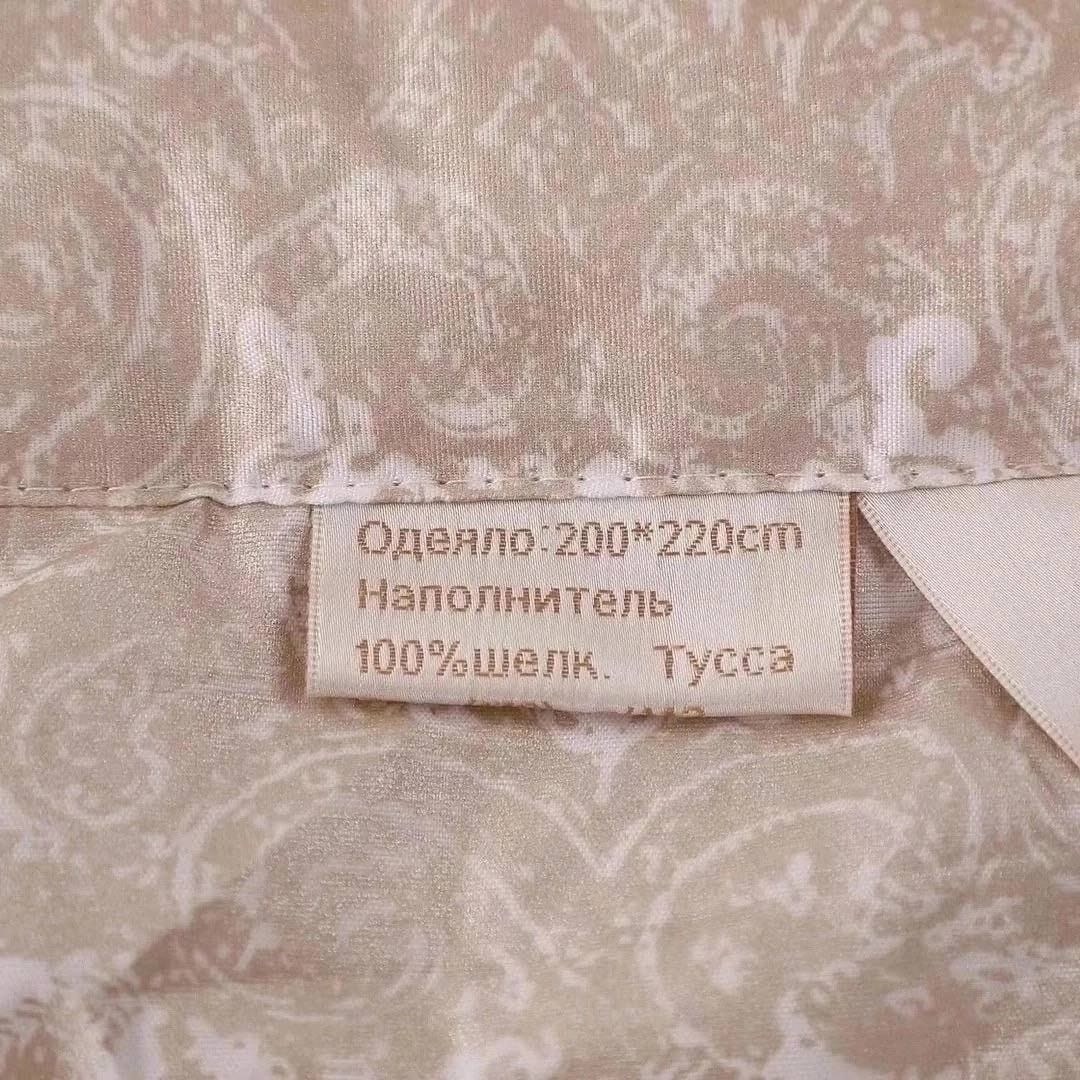 Одеяло:200*220cm
Наполнитель
100%шелк. Тусса